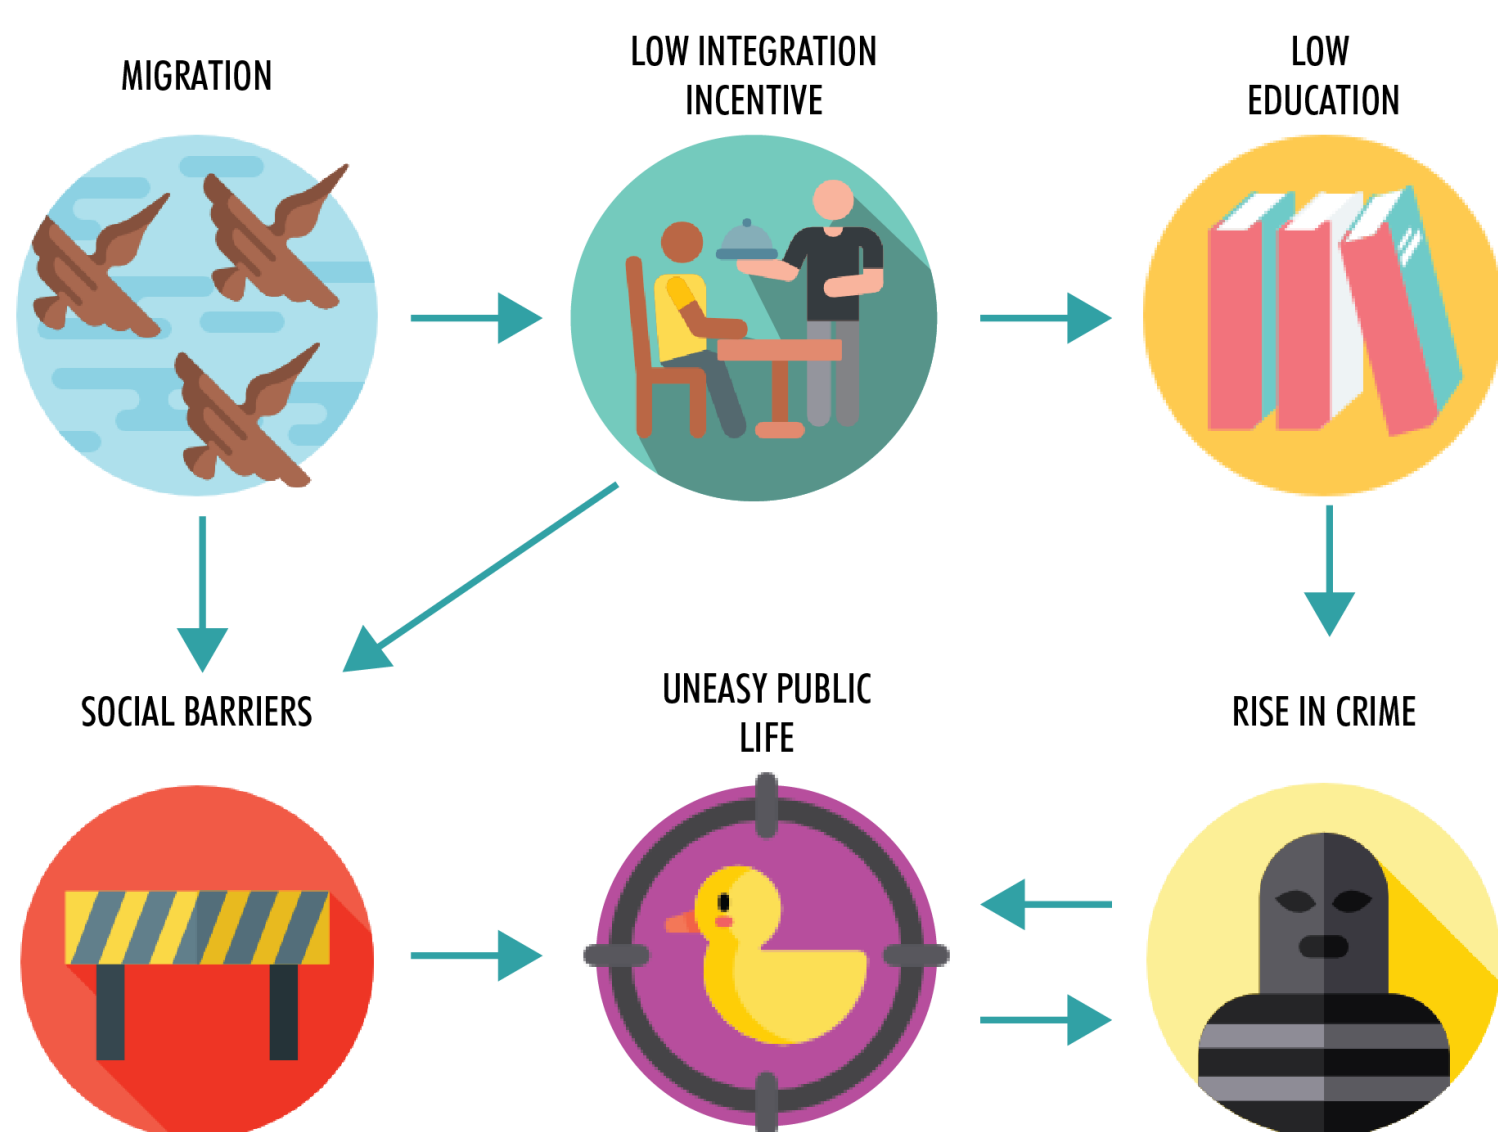 MIGRATION
LOW INTEGRATION
INCENTIVE
LOW
EDUCATION
SOCIAL BARRIERS
UNEASY PUBLIC
LIFE
RISE IN CRIME